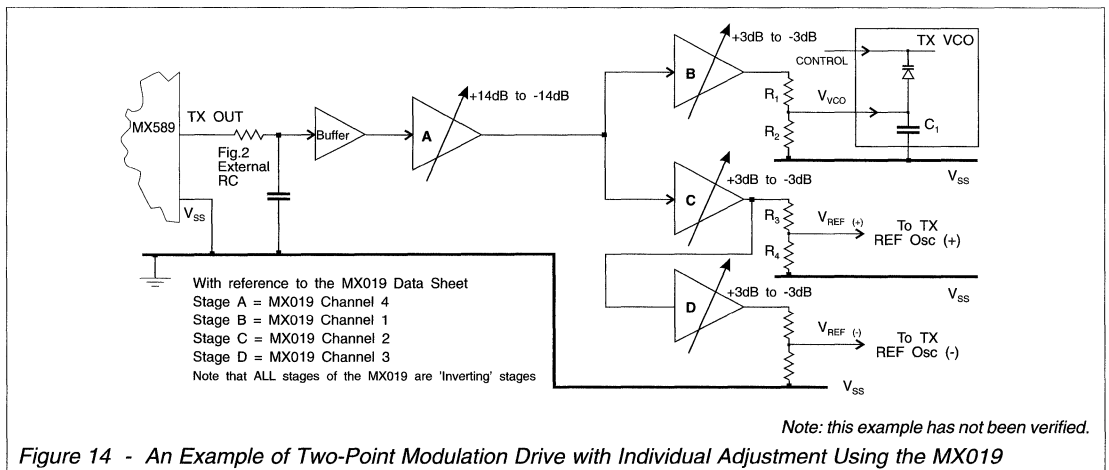 +3dB to -3dB
TX VCO
CONTROL
B
+14dB to -14dB
R1
VVCO
TX OUT
MX589
Buffer
A
R2
C1
Fig.2
External
RC
+3dB to -3dB
VSS
C
VSS
R3
VREF (+)
To TX
REF Osc (+)
R4
With reference to the MX019 Data Sheet
Stage A = MX019 Channel 4
Stage B = MX019 Channel 1
Stage C = MX019 Channel 2
Stage D = MX019 Channel 3
Note that ALL stages of the MX019 are 'Inverting' stages
+3dB to -3dB
VSS
D
VREF (-)
To TX
REF Osc (-)
VSS
Note: this example has not been verified.
Figure 14 - An Example of Two-Point Modulation Drive with Individual Adjustment Using the MX019